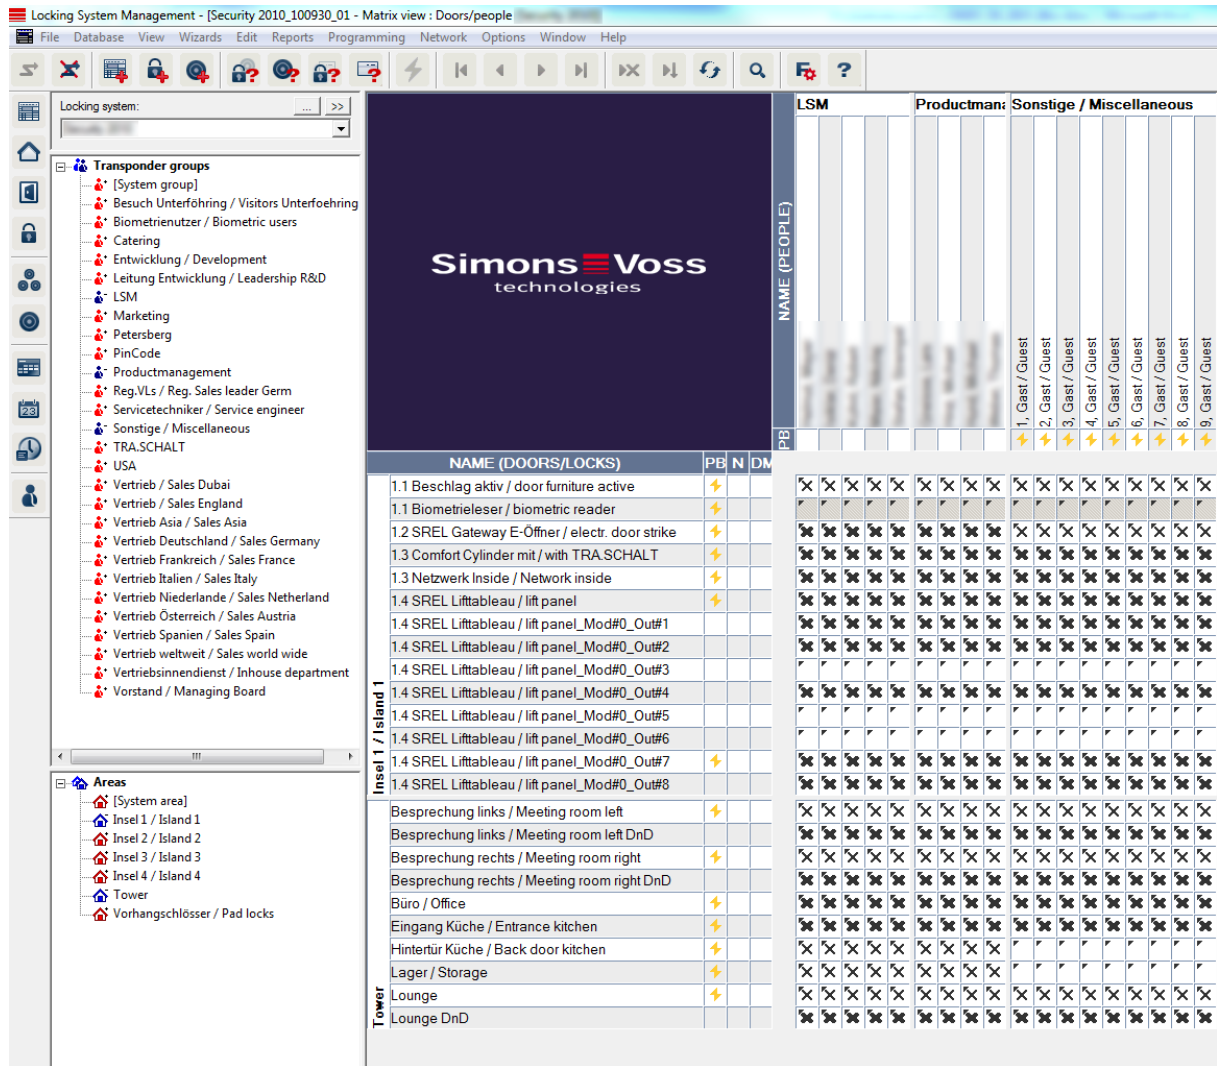 Locking System Management - [Security 2010_100930_01 - Matrix view : Doors/people
File Database View Wizards Edit Reports Programming Network Options Window Help
Locking system:
... >>
Transponder groups
[System group]
Besuch Unterföhring / Visitors Unterfoehring
Biometrienutzer / Biometric users
Catering
Entwicklung / Development
Leitung Entwicklung / Leadership R&D
LSM
Marketing
Petersberg
PinCode
Productmanagement
Reg.VLs / Reg. Sales leader Germ
Servicetechniker / Service engineer
Sonstige / Miscellaneous
TRA.SCHALT
USA
Vertrieb / Sales Dubai
Vertrieb / Sales England
Vertrieb Asia / Sales Asia
Vertrieb Deutschland / Sales Germany
Vertrieb Frankreich / Sales France
Vertrieb Italien / Sales Italy
Vertrieb Niederlande / Sales Netherland
Vertrieb Österreich / Sales Austria
Vertrieb Spanien / Sales Spain
Vertrieb weltweit / Sales world wide
Vertriebsinnendienst / Inhouse department
Vorstand / Managing Board
Areas
[System area]
Insel 1 / Island 1
Insel 2 / Island 2
Insel 3 / Island 3
Insel 4 / Island 4
Tower
Vorhangschlösser / Pad locks
23
Simons Voss
technologies
NAME (PEOPLE)
PB
LSM Productmana Sonstige / Miscellaneous
1, Gast / Guest
2, Gast / Guest
3, Gast / Guest
4, Gast / Guest
5, Gast / Guest
6, Gast / Guest
7, Gast / Guest
8, Gast / Guest
9, Gast / Guest
NAME (DOORS/LOCKS) PB N DM
Insel 1 / Island 1
1.1 Beschlag aktiv / door furniture active
1.1 Biometrieleser / biometric reader
1.2 SREL Gateway E-Öffner / electr. door strike
1.3 Comfort Cylinder mit / with TRA.SCHALT
1.3 Netzwerk Inside / Network inside
1.4 SREL Lifttableau / lift panel
1.4 SREL Lifttableau / lift panel_Mod#0_Out#1
1.4 SREL Lifttableau / lift panel_Mod#0_Out#2
1.4 SREL Lifttableau / lift panel_Mod#0_Out#3
1.4 SREL Lifttableau / lift panel_Mod#0_Out#4
1.4 SREL Lifttableau / lift panel_Mod#0_Out#5
1.4 SREL Lifttableau / lift panel_Mod#0_Out#6
1.4 SREL Lifttableau / lift panel_Mod#0_Out#7
1.4 SREL Lifttableau / lift panel_Mod#0_Out#8
Tower
Besprechung links / Meeting room left
Besprechung links / Meeting room left DnD
Besprechung rechts / Meeting room right
Besprechung rechts / Meeting room right DnD
Büro / Office
Eingang Küche / Entrance kitchen
Hintertür Küche / Back door kitchen
Lager / Storage
Lounge
Lounge DnD